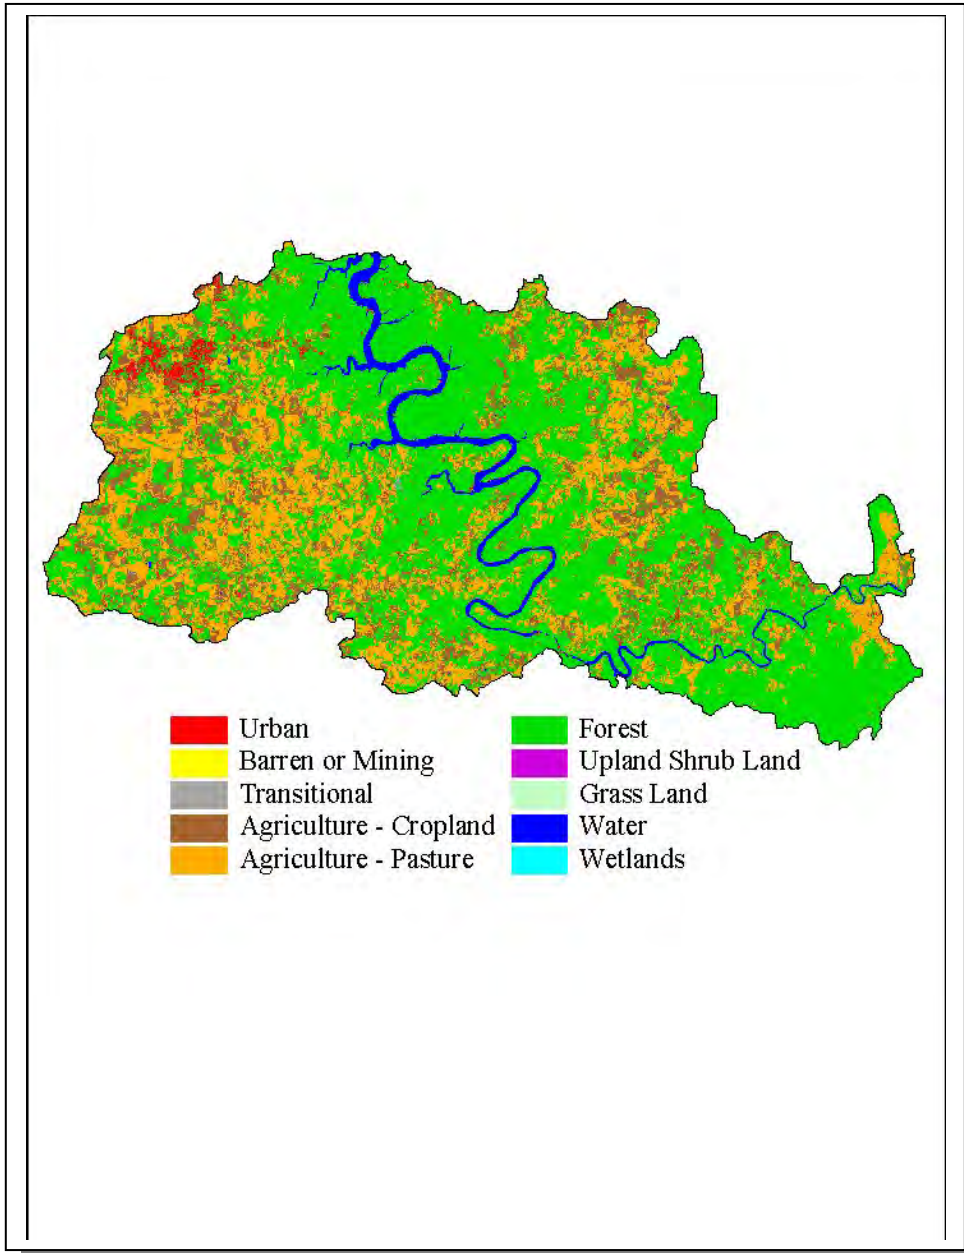 Urban
Barren or Mining
Transitional
Agriculture - Cropland
Agriculture - Pasture
Forest
Upland Shrub Land
Grass Land
Water
Wetlands